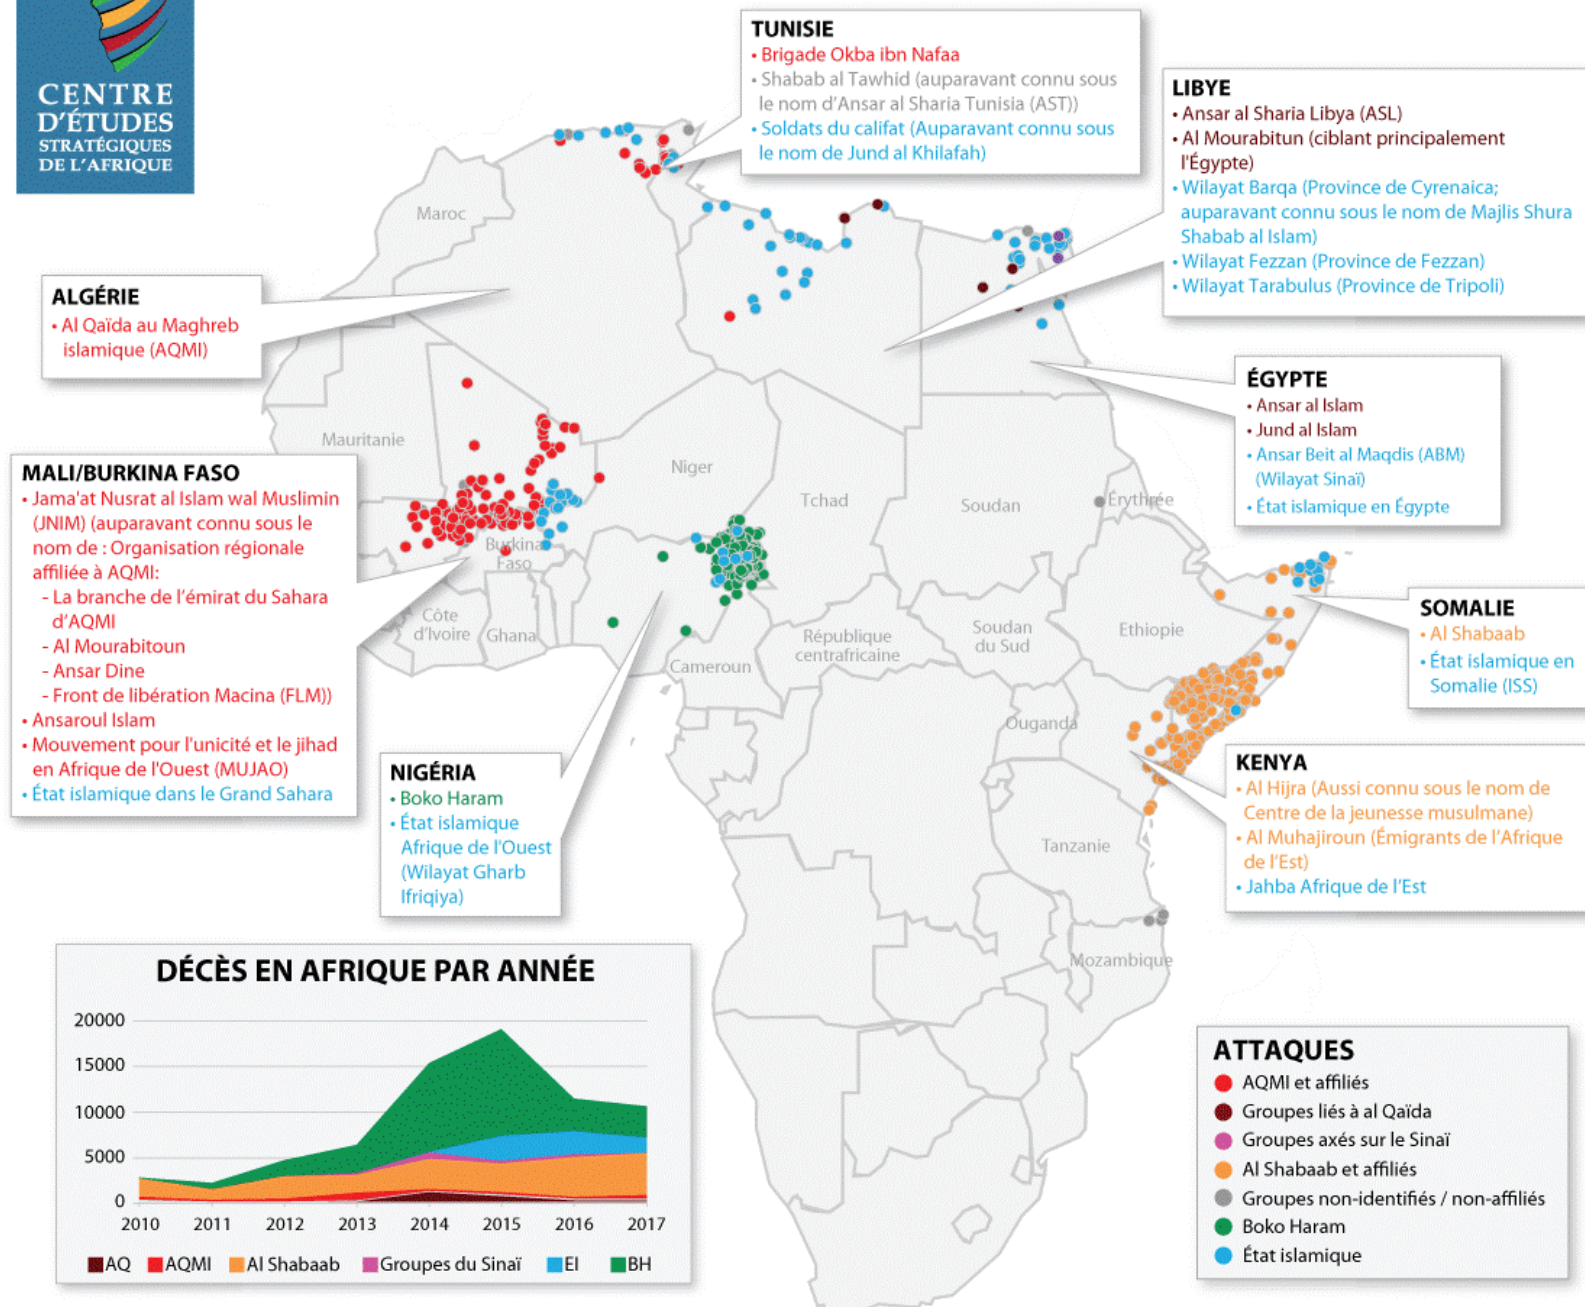 CENTRE
D'ÉTUDES
STRATÉGIQUES
DE L'AFRIQUE
TUNISIE
• Brigade Okba ibn Nafaa
• Shabab al Tawhid (auparavant connu sous
le nom d'Ansar al Sharia Tunisia (AST))
• Soldats du califat (Auparavant connu sous
le nom de Jund al Khilafah)
LIBYE
• Ansar al Sharia Libya (ASL)
• Al Mourabitun (ciblant principalement
l'Égypte)
• Wilayat Barqa (Province de Cyrenaica;
auparavant connu sous le nom de Majlis Shura
Shabab al Islam)
• Wilayat Fezzan (Province de Fezzan)
• Wilayat Tarabulus (Province de Tripoli)
Maroc
ALGÉRIE
• Al Qaïda au Maghreb
islamique (AQMI)
ÉGYPTE
• Ansar al Islam
• Jund al Islam
• Ansar Beit al Maqdis (ABM)
(Wilayat Sinaï)
• État islamique en Égypte
Mauritanie
Niger
Tchad
Soudan
Érythrée
MALI/BURKINA FASO
• Jama'at Nusrat al Islam wal Muslimin
(JNIM) (auparavant connu sous le
nom de : Organisation régionale
affiliée à AQMI:
- La branche de l'émirat du Sahara
d'AQMI
- Al Mourabitoun
- Ansar Dine
- Front de libération Macina (FLM))
• Ansaroul Islam
• Mouvement pour l'unicité et le jihad
en Afrique de l'Ouest (MUJAO)
• État islamique dans le Grand Sahara
Burkina
Faso
Côte
d'Ivoire
Ghana
Cameroun
République
centrafricaine
Soudan
du Sud
Ethiopie
SOMALIE
• Al Shabaab
• État islamique en
Somalie (ISS)
Ouganda
NIGÉRIA
• Boko Haram
• État islamique
Afrique de l'Ouest
(Wilayat Gharb
Ifriqiya)
KENYA
• Al Hijra (Aussi connu sous le nom de
Centre de la jeunesse musulmane)
• Al Muhajiroun (Émigrants de l'Afrique
de l'Est)
• Jahba Afrique de l'Est
Tanzanie
Mozambique
DÉCÈS EN AFRIQUE PAR ANNÉE
20000
15000
10000
5000
0
2010 2011 2012 2013 2014 2015 2016 2017
AQ AQMI Al Shabaab Groupes du Sinaï EI BH
ATTAQUES
AQMI et affiliés
Groupes liés à al Qaïda
Groupes axés sur le Sinaï
Al Shabaab et affiliés
Groupes non-identifiés / non-affiliés
Boko Haram
État islamique